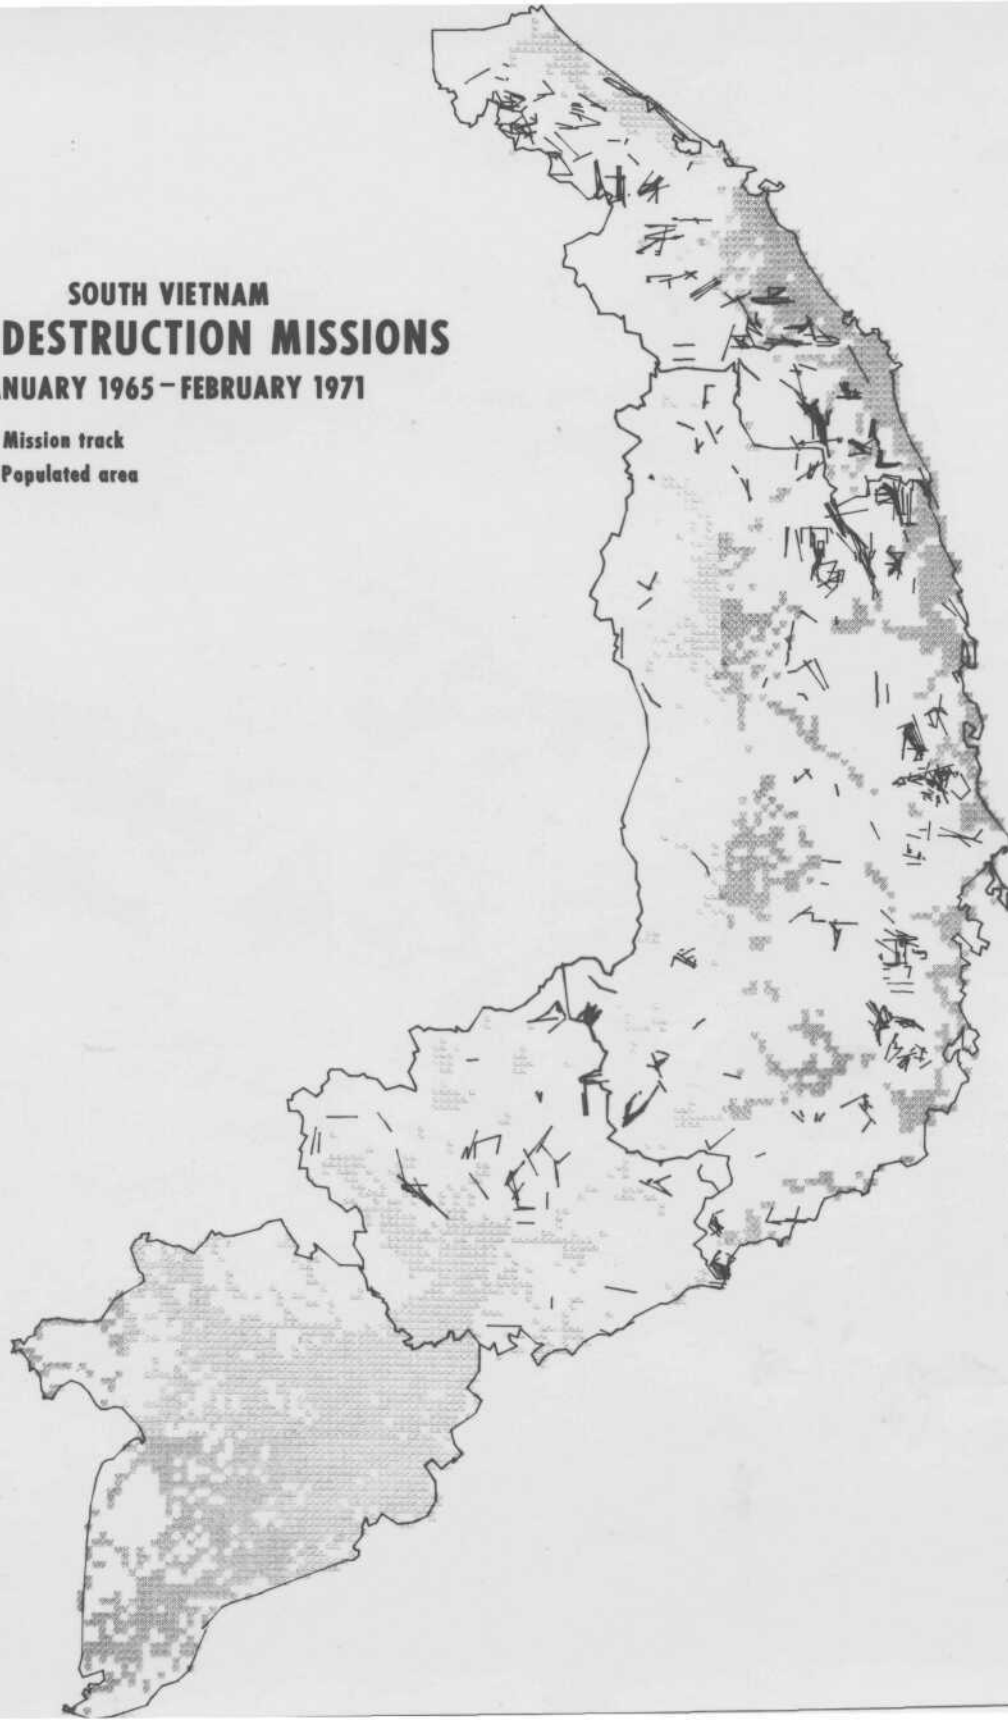 SOUTH VIETNAM
DESTRUCTION MISSIONS
NUARY 1965 – FEBRUARY 1971
Mission track
Populated area